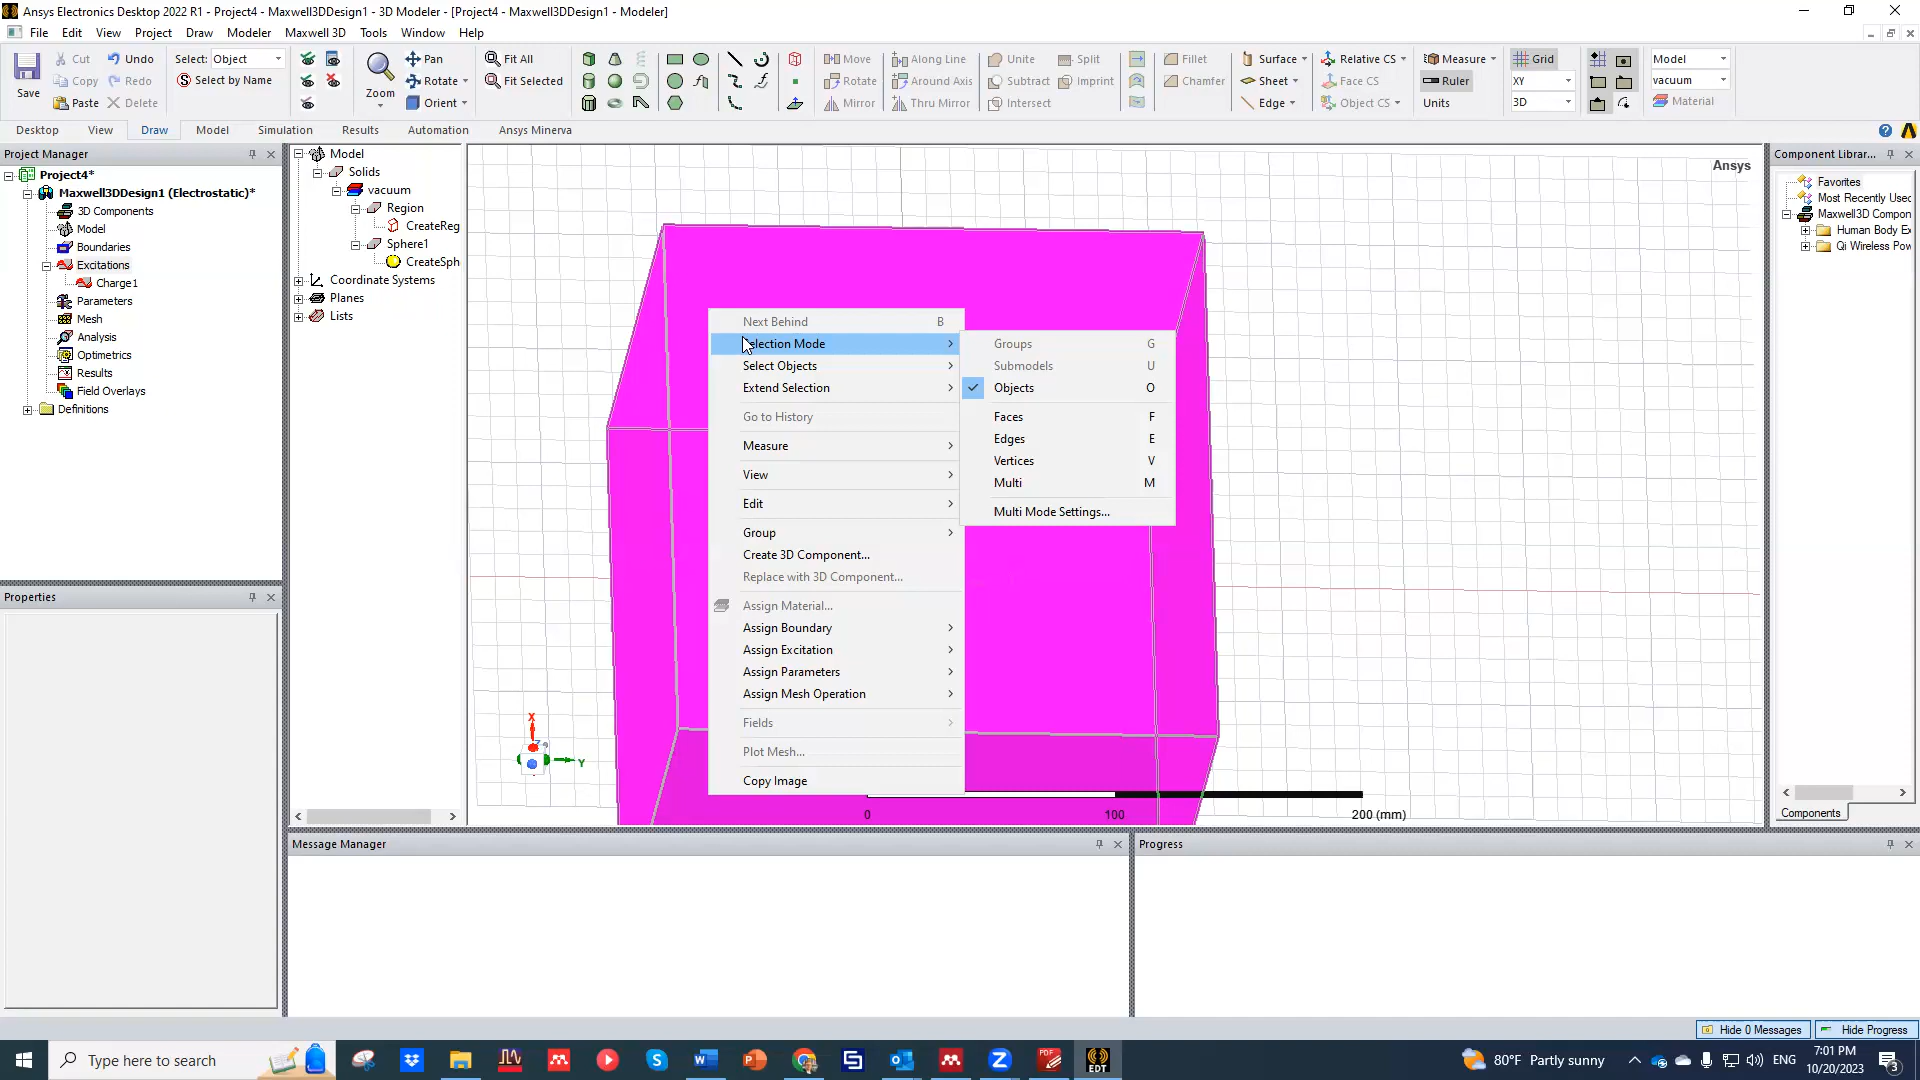 Ansys Electronics Desktop 2022 R1 - Project4 - Maxwell3DDesign1 - 3D Modeler - [Project4 - Maxwell3DDesign1 - Modeler]
File Edit View Project Draw Modeler Maxwell 3D Tools Window Help
Save
Cut Undo
Copy Redo
Paste Delete
Select: Object
Select by Name
Zoom
Pan
Rotate
Orient
Fit All
Fit Selected
Move Along Line Unite Split Fillet
Rotate Around Axis Subtract Imprint Chamfer
Mirror Thru Mirror Intersect
Surface Relative CS Measure Grid Model
Sheet Face CS Ruler XY vacuum
Edge Object CS Units 3D Material
Desktop View Draw Model Simulation Results Automation Ansys Minerva
Project Manager
Project4*
Maxwell3DDesign1 (Electrostatic)*
3D Components
Model
Boundaries
Excitations
Charge1
Parameters
Mesh
Analysis
Optimetrics
Results
Field Overlays
Definitions
Model
Solids
vacuum
Region
CreateReg
Sphere1
CreateSph
Coordinate Systems
Planes
Lists
Ansys
Next Behind B
Selection Mode
Select Objects
Extend Selection
Go to History
Measure
View
Edit
Group
Create 3D Component...
Replace with 3D Component...
Assign Material...
Assign Boundary
Assign Excitation
Assign Parameters
Assign Mesh Operation
Fields
Plot Mesh...
Copy Image
Groups G
Submodels U
Objects O
Faces F
Edges E
Vertices V
Multi M
Multi Mode Settings...
X
Y
0 100 200 (mm)
Component Librar...
Favorites
Most Recently Used
Maxwell3D Compon
Human Body Ex
Qi Wireless Pow
Components
Properties
Message Manager
Progress
Hide 0 Messages Hide Progress
Type here to search
EDT
80°F Partly sunny
ENG
7:01 PM
10/20/2023
3